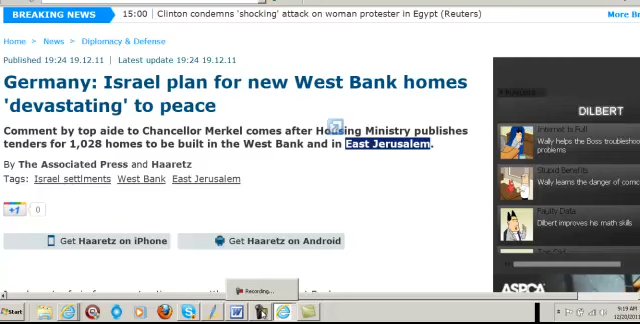 BREAKING NEWS 15:00 Clinton condemns 'shocking' attack on woman protester in Egypt (Reuters) More Br
Home > News > Diplomacy & Defense
Published 19:24 19.12.11 | Latest update 19:24 19.12.11
Germany: Israel plan for new West Bank homes
'devastating' to peace
Comment by top aide to Chancellor Merkel comes after Housing Ministry publishes
tenders for 1,028 homes to be built in the West Bank and in East Jerusalem.
By The Associated Press and Haaretz
Tags: Israel settlments West Bank East Jerusalem
+1 0
Get Haaretz on iPhone Get Haaretz on Android
DILBERT
Internet Is Full
Wally helps the Boss troubleshoo
problems
Stupid Benefits
Wally learns the danger of comic
Faulty Data
Dilbert improves his math skills
ASPCA
Recording...
Start
9:19 AM
12/20/2011